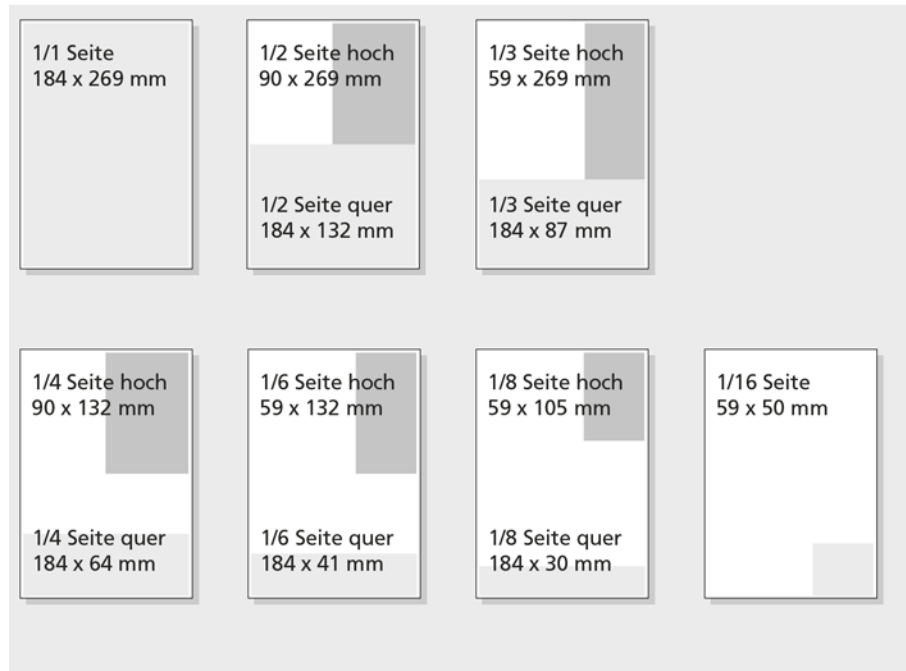 1/1 Seite
184 x 269 mm
1/2 Seite hoch
90 x 269 mm
1/2 Seite quer
184 x 132 mm
1/3 Seite hoch
59 x 269 mm
1/3 Seite quer
184 x 87 mm
1/4 Seite hoch
90 x 132 mm
1/4 Seite quer
184 x 64 mm
1/6 Seite hoch
59 x 132 mm
1/6 Seite quer
184 x 41 mm
1/8 Seite hoch
59 x 105 mm
1/8 Seite quer
184 x 30 mm
1/16 Seite
59 x 50 mm